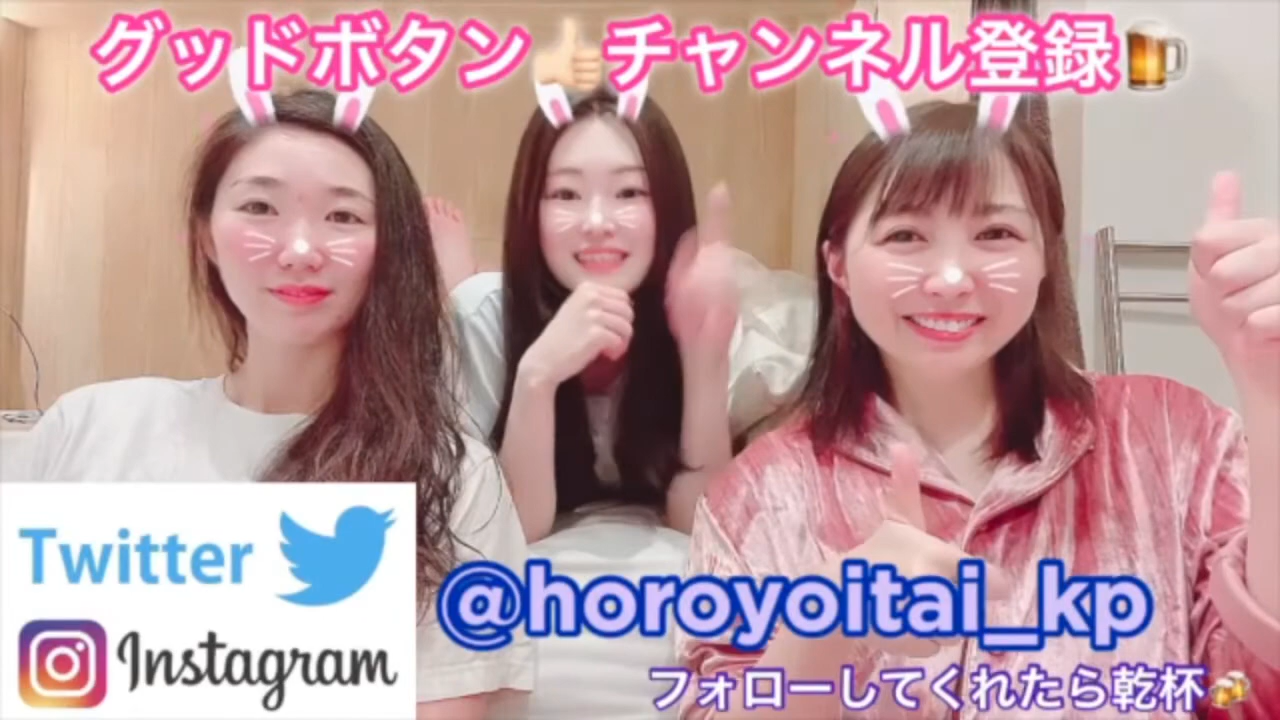 グッドボタン👍🏻チャンネル登録🍺
Twitter
Instagram
@horoyoitai_kp
フォローしてくれたら乾杯🍻